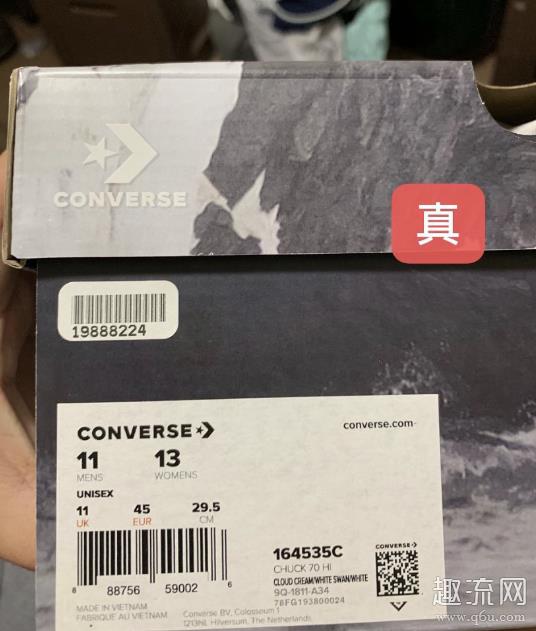 CONVERSE
真
19888224
CONVERSE
converse.com
11 13
MENS WOMENS
UNISEX
11 45 29.5
UK EUR CM
8 88756 59002 6
164535C
CHUCK 70 HI
CLOUD CREAM/WHITE SWAN/WHITE
9Q-1811-A34
78FG193800024
CONVERSE
MADE IN VIETNAM
FABRIQUE AU VIETNAM
Converse BV, Colosseum 1
1213NL Hilversum, The Netherlands.
趣流网
www.q6u.com